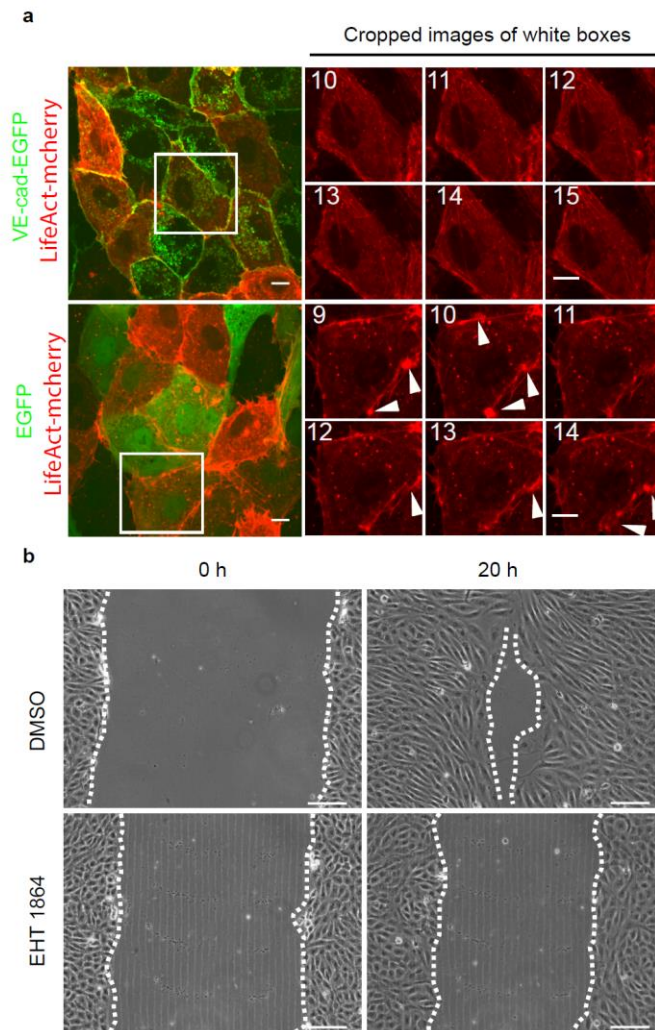 a
Cropped images of white boxes
VE-cad-EGFP
LifeAct-mcherry
10
11
12
13
14
15
EGFP
LifeAct-mcherry
9
10
11
12
13
14
b
0 h
20 h
DMSO
EHT 1864